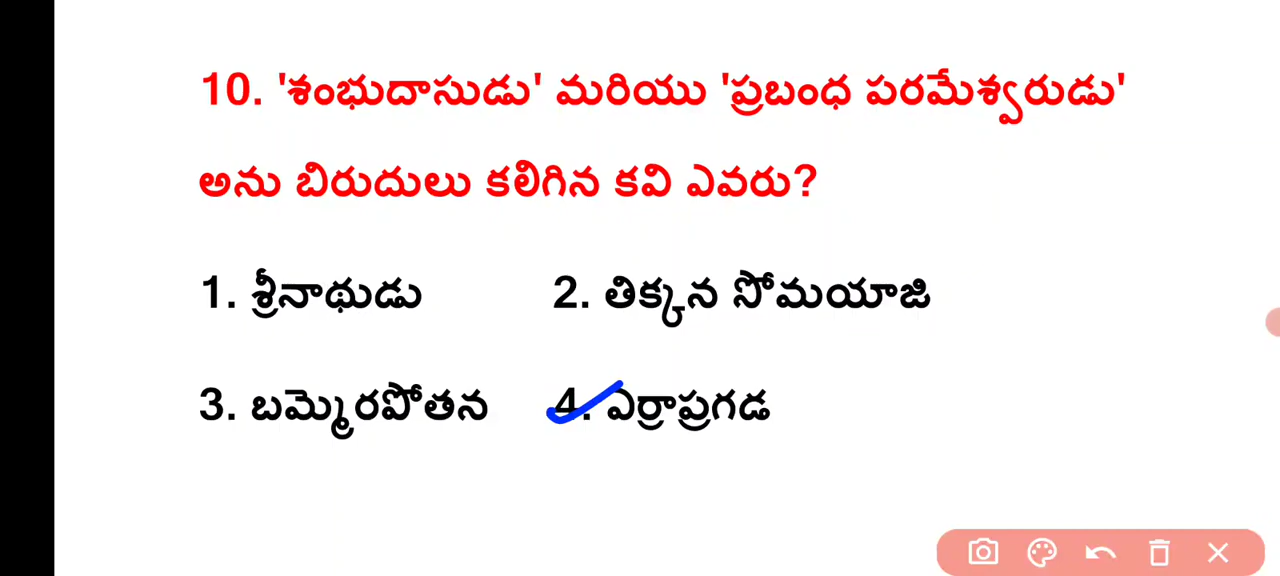 10. 'శంభుదాసుడు' మరియు 'ప్రబంధ పరమేశ్వరుడు'
అను బిరుదులు కలిగిన కవి ఎవరు?
1. శ్రీనాథుడు 2. తిక్కన సోమయాజి
3. బమ్మెరపోతన 4. ఏర్రాప్రగడ